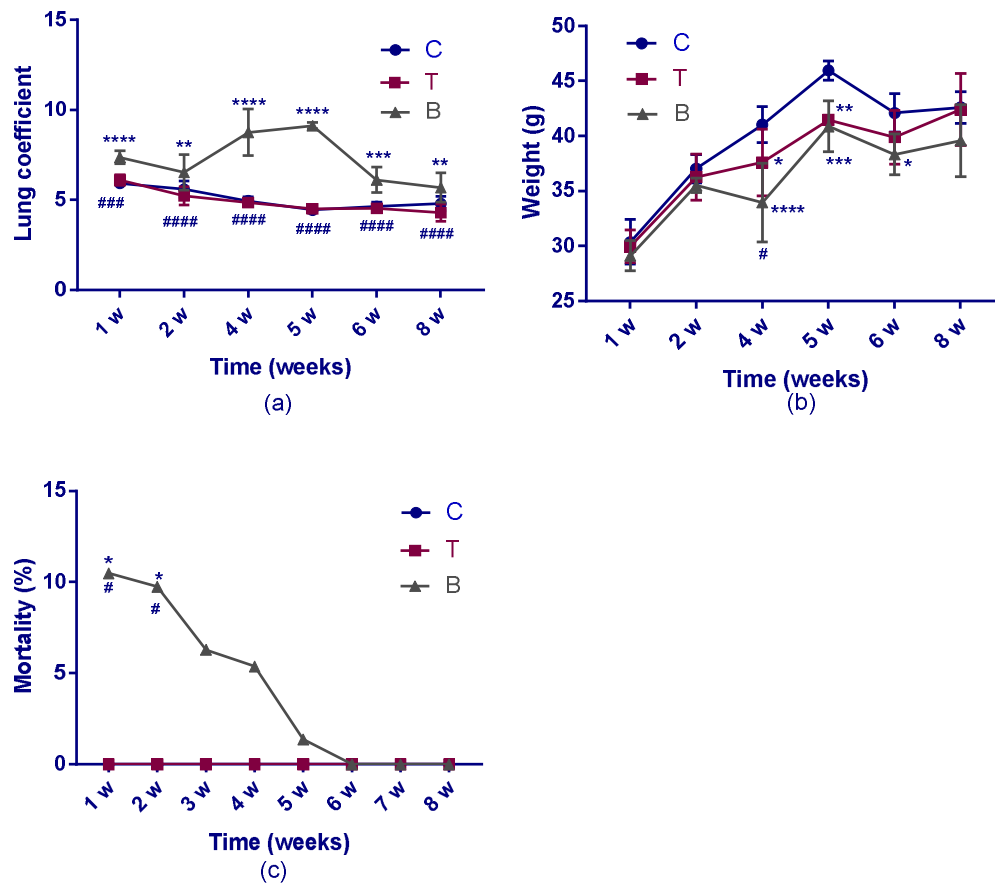 15
10
5
0
Lung coefficient
C
T
B
**** ** **** **** *** **
### #### #### #### #### ####
1 w 2 w 4 w 5 w 6 w 8 w
Time (weeks)
(a)
50
45
40
35
30
25
Weight (g)
C
T
B
**
*
***
*
****
#
1 w 2 w 4 w 5 w 6 w 8 w
Time (weeks)
(b)
15
10
5
0
Mortality (%)
C
T
B
* *
# #
1 w 2 w 3 w 4 w 5 w 6 w 7 w 8 w
Time (weeks)
(c)